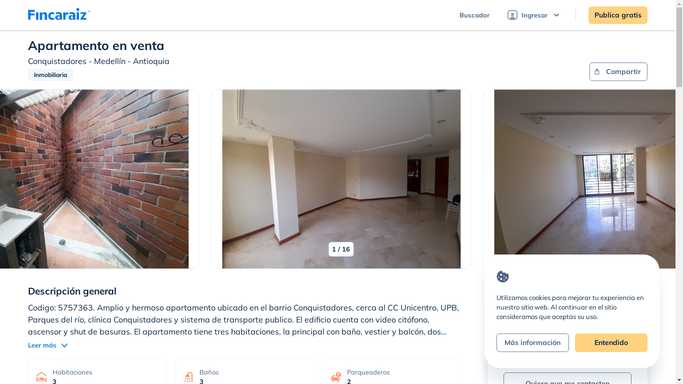 Fincaraiz
Buscador
Ingresar
Publica gratis
Apartamento en venta
Conquistadores - Medellín - Antioquia
Inmobiliaria
Compartir
1 / 16
Descripción general
Codigo: 5757363. Amplio y hermoso apartamento ubicado en el barrio Conquistadores, cerca al CC Unicentro, UPB,
Parques del río, clínica Conquistadores y sistema de transporte publico. El edificio cuenta con video citófono,
ascensor y shut de basuras. El apartamento tiene tres habitaciones, la principal con baño, vestier y balcón, dos...
Leer más
Habitaciones
3
Baños
3
Parqueaderos
2
Utilizamos cookies para mejorar tu experiencia en
nuestro sitio web. Al continuar en el sitio
consideramos que aceptas su uso.
Más información
Entendido
Quiero que me contacten